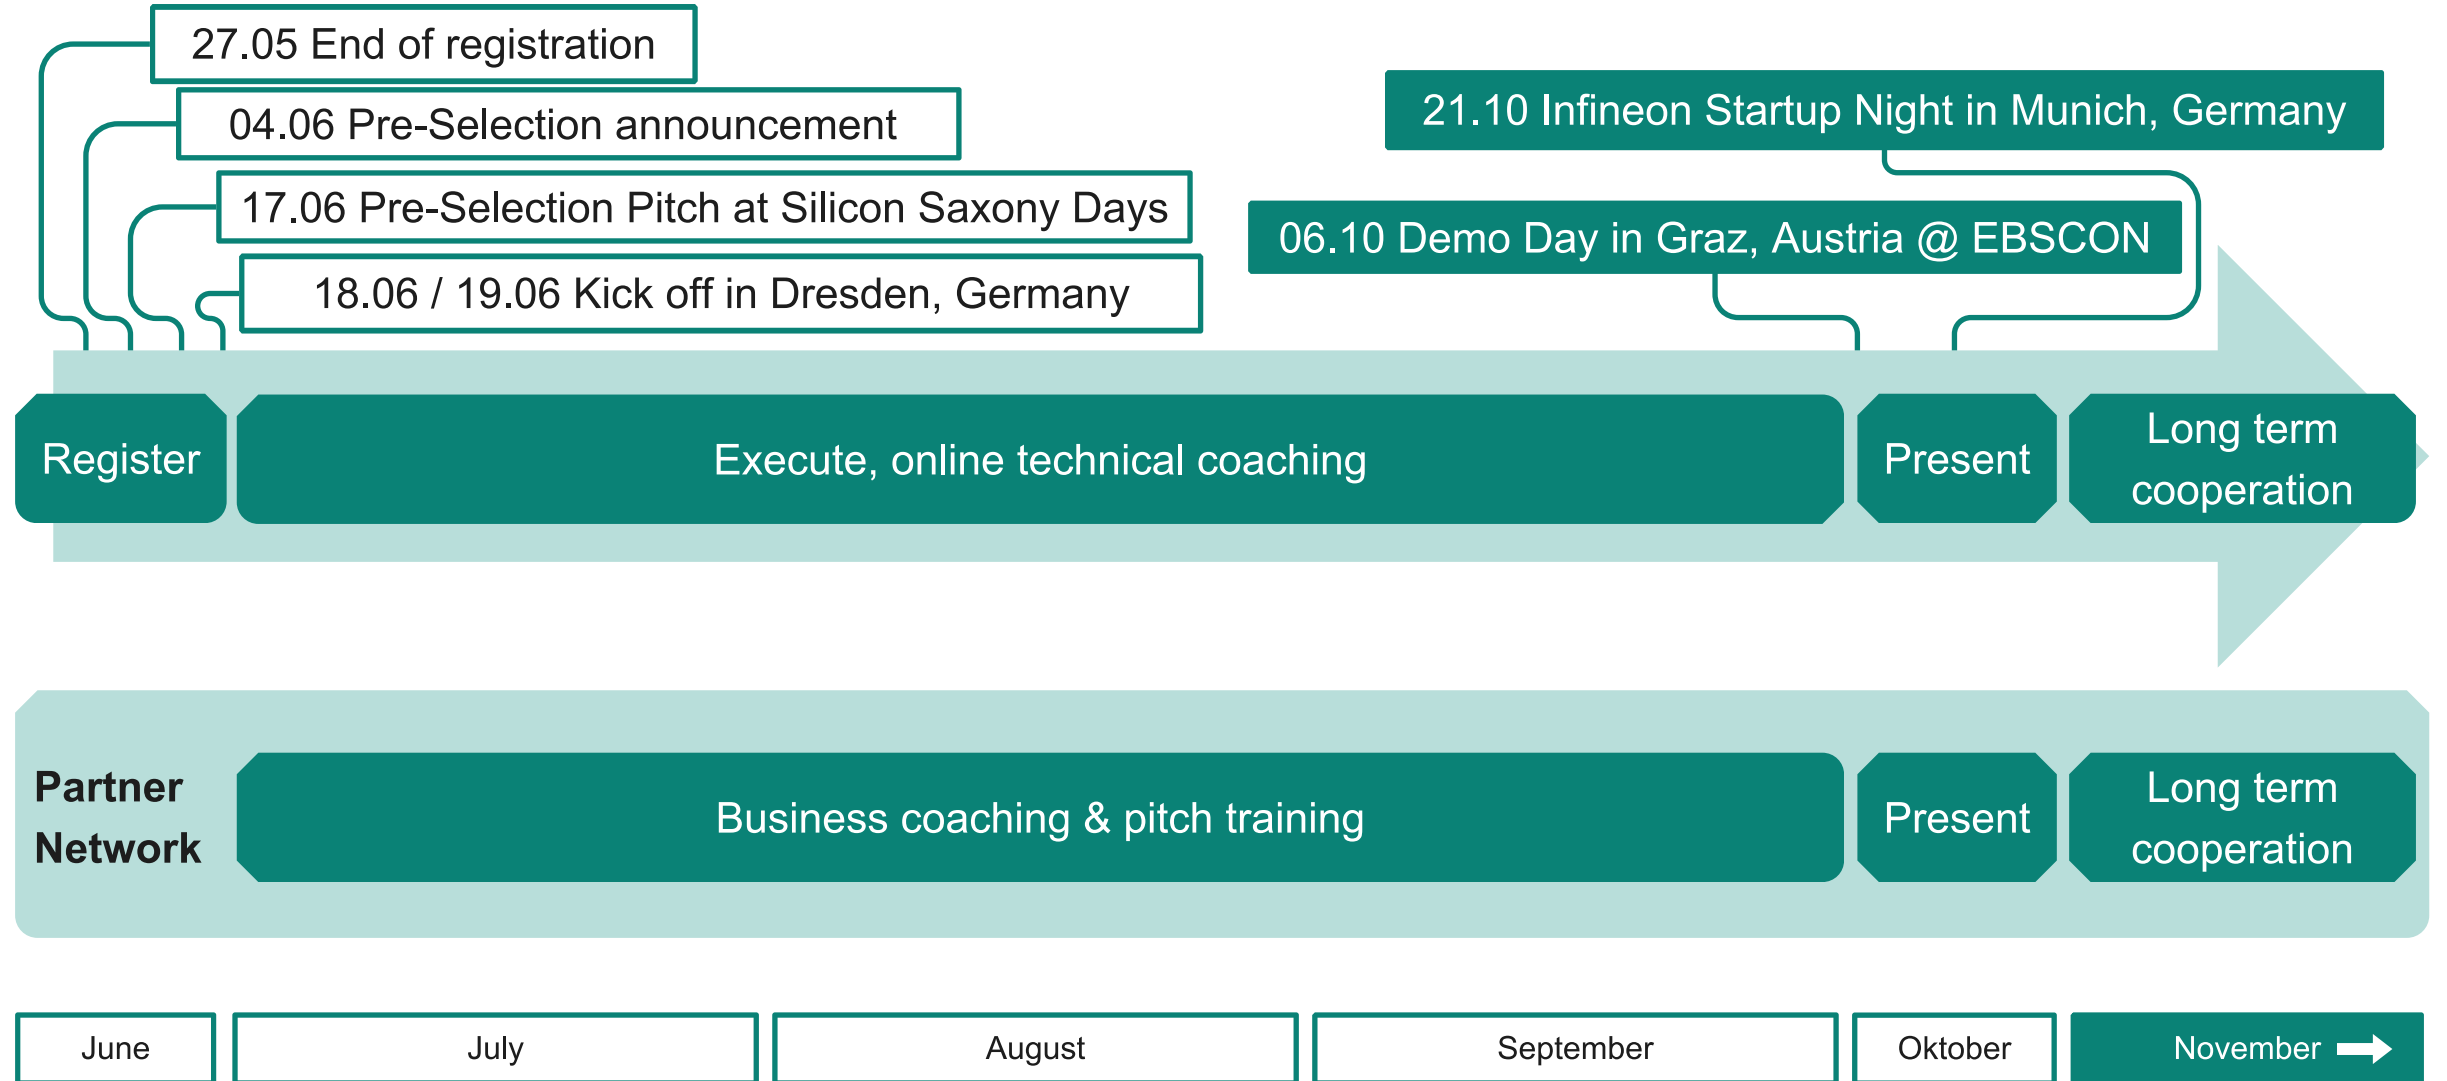 27.05 End of registration
04.06 Pre-Selection announcement
17.06 Pre-Selection Pitch at Silicon Saxony Days
18.06 / 19.06 Kick off in Dresden, Germany
21.10 Infineon Startup Night in Munich, Germany
06.10 Demo Day in Graz, Austria @ EBSCON
Register
Execute, online technical coaching
Present
Long term
cooperation
Partner
Network
Business coaching & pitch training
Present
Long term
cooperation
June
July
August
September
Oktober
November